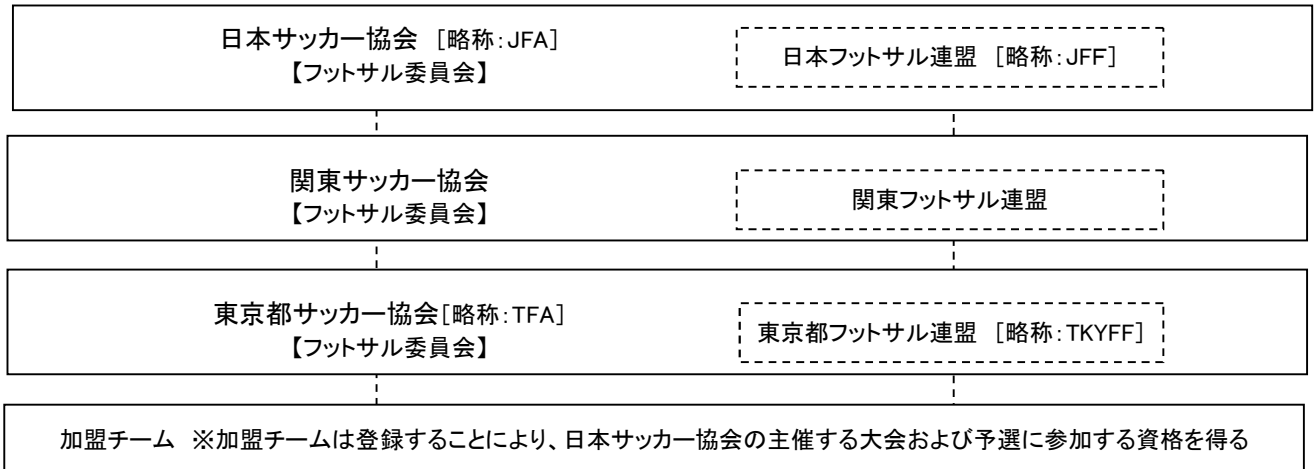 日本サッカー協会 [略称:JFA]
【フットサル委員会】
日本フットサル連盟 [略称:JFF]
関東サッカー協会
【フットサル委員会】
関東フットサル連盟
東京都サッカー協会[略称:TFA]
【フットサル委員会】
東京都フットサル連盟 [略称:TKYFF]
加盟チーム ※加盟チームは登録することにより、日本サッカー協会の主催する大会および予選に参加する資格を得る